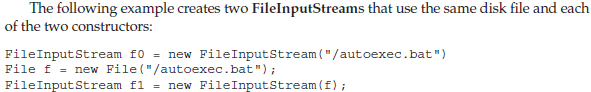 The following example creates two FileInputStreams that use the same disk file and each
of the two constructors:
FileInputStream f0 = new FileInputStream("/autoexec.bat")
File f = new File("/autoexec.bat");
FileInputStream f1 = new FileInputStream(f);